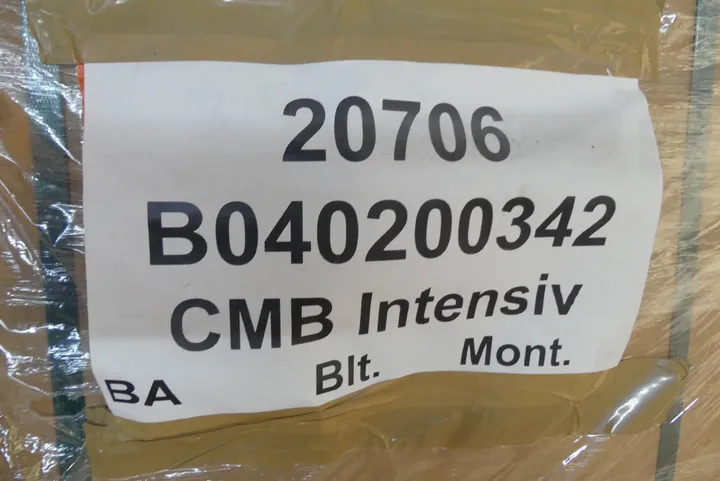 20706
B040200342
CMB Intensiv
BA Blt. Mont.